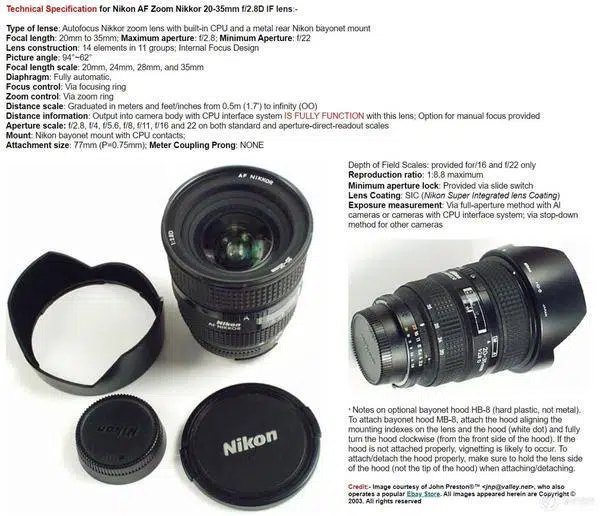 Technical Specification for Nikon AF Zoom Nikkor 20-35mm f/2.8D IF lens:-
Type of lense: Autofocus Nikkor zoom lens with built-in CPU and a metal rear Nikon bayonet mount
Focal length: 20mm to 35mm; Maximum aperture: f/2.8; Minimum Aperture: f/22
Lens construction: 14 elements in 11 groups; Internal Focus Design
Picture angle: 94°~62°
Focal length scale: 20mm, 24mm, 28mm, and 35mm
Diaphragm: Fully automatic,
Focus control: Via focusing ring
Zoom control: Via zoom ring
Distance scale: Graduated in meters and feet/inches from 0.5m (1.7') to infinity (OO)
Distance information: Output into camera body with CPU interface system IS FULLY FUNCTION with this lens; Option for manual focus provided
Aperture scale: f/2.8, f/4, f/5.6, f/8, f/11, f/16 and 22 on both standard and aperture-direct-readout scales
Mount: Nikon bayonet mount with CPU contacts;
Attachment size: 77mm (P=0.75mm); Meter Coupling Prong: NONE
Depth of Field Scales: provided for/16 and f/22 only
Reproduction ratio: 1:8.8 maximum
Minimum aperture lock: Provided via slide switch
Lens Coating: SIC (Nikon Super Integrated lens Coating)
Exposure measurement: Via full-aperture method with AI
cameras or cameras with CPU interface system; via stop-down
method for other cameras
AF NIKKOR
1:2.8D
Nikon
AF NIKKOR
Nikon
Nikon
20-35
1:2.8 D
' Notes on optional bayonet hood HB-8 (hard plastic, not metal).
To attach bayonet hood MB-8, attach the hood aligning the
mounting indexes on the lens and the hood (white dot) and fully
turn the hood clockwise (from the front side of the hood). If the
hood is not attached properly, vignetting is likely to occur. To
attach/dotach the hood properly, make sure to hold the lens side
of the hood (not the tip of the hood) when attaching/detaching.
Credit:- Image courtesy of John Preston®™ <jnp@valley.net>, who also
operates a popular Ebay Store. All images appeared herein are Copyright ©
2003. All rights reserved